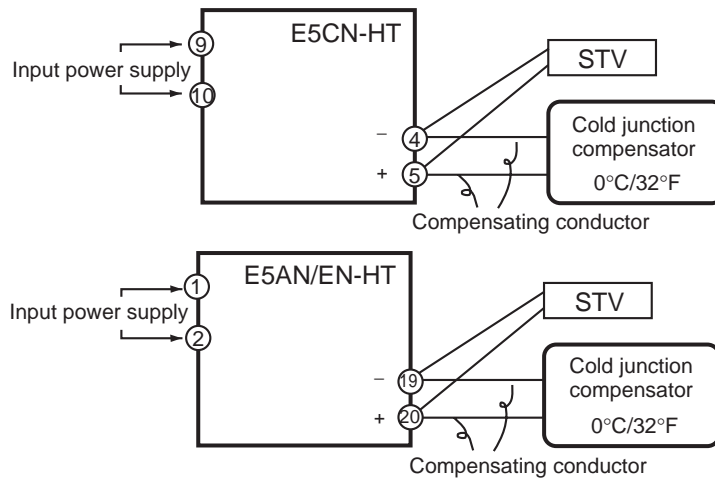 E5CN-HT
9
Input power supply
10
STV
– 4
+ 5
Cold junction
compensator
0°C/32°F
Compensating conductor
E5AN/EN-HT
1
Input power supply
2
STV
– 19
+ 20
Cold junction
compensator
0°C/32°F
Compensating conductor